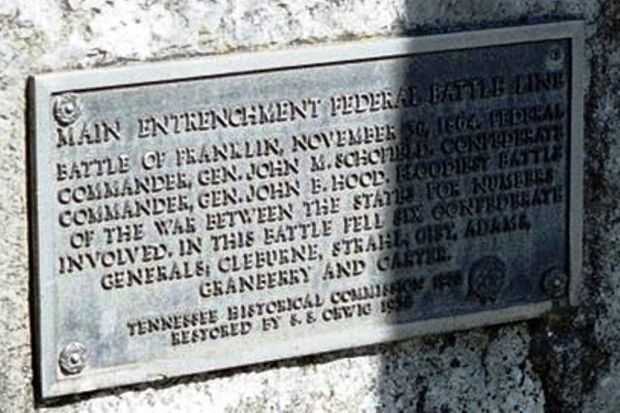 MAIN ENTRENCHMENT FEDERAL BATTLE LINE
BATTLE OF FRANKLIN, NOVEMBER 30, 1864. FEDERAL
COMMANDER, GEN. JOHN M. SCHOFIELD. CONFEDERATE
COMMANDER, GEN. JOHN B. HOOD. BLOODIEST BATTLE
OF THE WAR BETWEEN THE STATES FOR NUMBERS
INVOLVED. IN THIS BATTLE FELL SIX CONFEDERATE
GENERALS; CLEBURNE, STRAHL, GIST, ADAMS,
GRANBERRY AND CARTER.
TENNESSEE HISTORICAL COMMISSION
RESTORED BY S. S. ORWIG